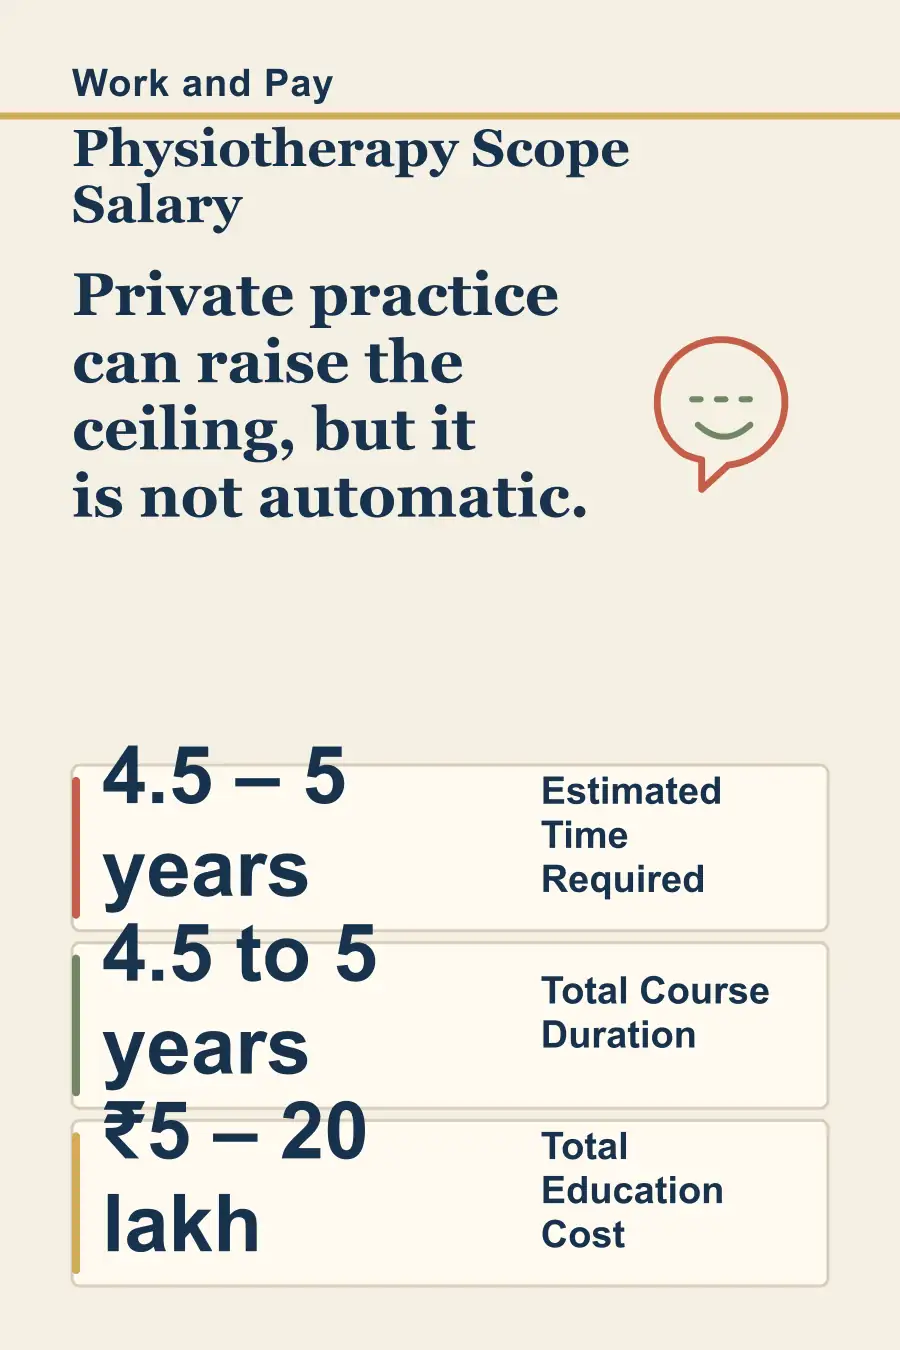 Work and Pay
Physiotherapy Scope
Salary
Private practice
can raise the
ceiling, but it
is not automatic.
4.5 – 5
years
Estimated
Time
Required
4.5 to 5
years
Total Course
Duration
₹5 – 20
lakh
Total
Education
Cost